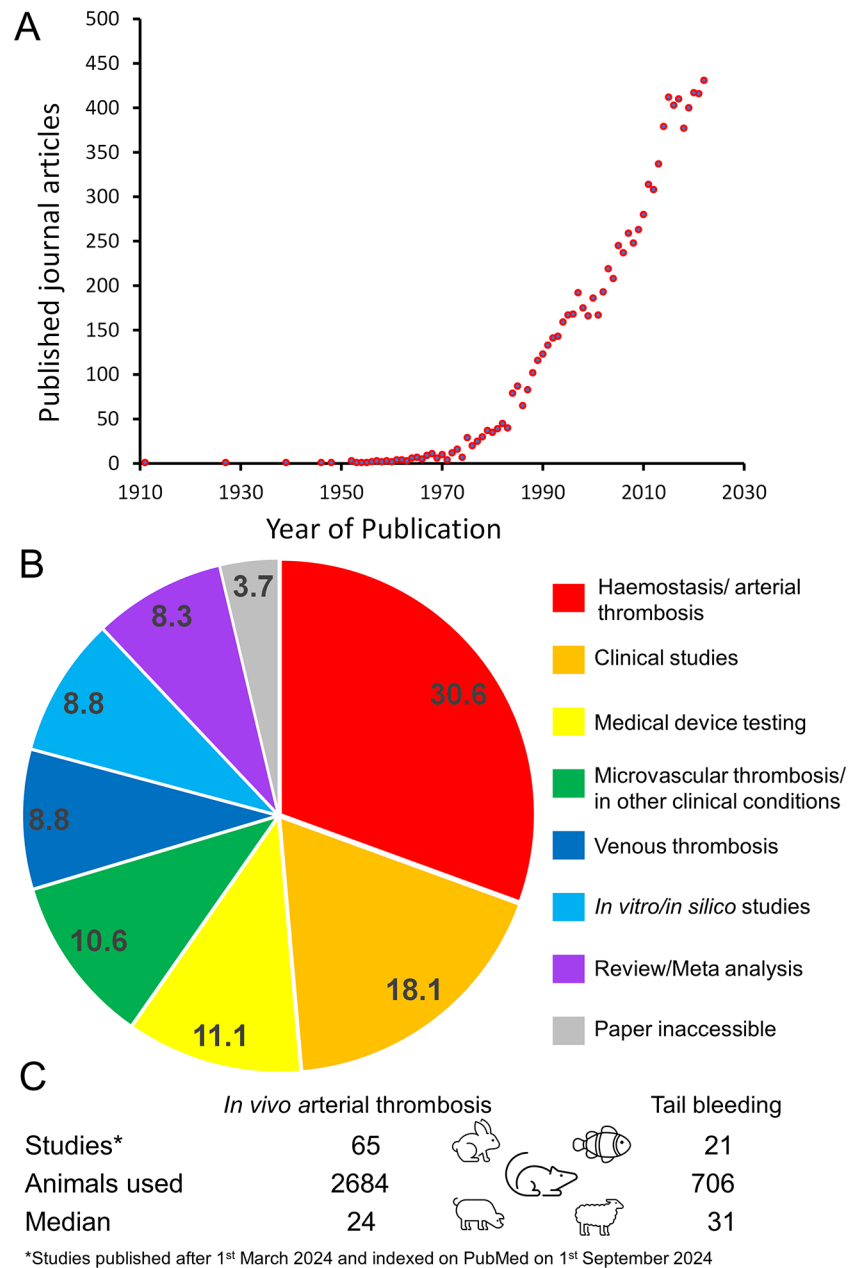 A
500
450
400
350
300
250
200
150
100
50
0
Published journal articles
1910 1930 1950 1970 1990 2010 2030
Year of Publication
B
3.7
8.3
30.6
8.8
8.8
10.6
18.1
11.1
Haemostasis/ arterial
thrombosis
Clinical studies
Medical device testing
Microvascular thrombosis/
in other clinical conditions
Venous thrombosis
In vitro/in silico studies
Review/Meta analysis
Paper inaccessible
C
In vivo arterial thrombosis Tail bleeding
Studies* 65 21
Animals used 2684 706
Median 24 31
*Studies published after 1st March 2024 and indexed on PubMed on 1st September 2024